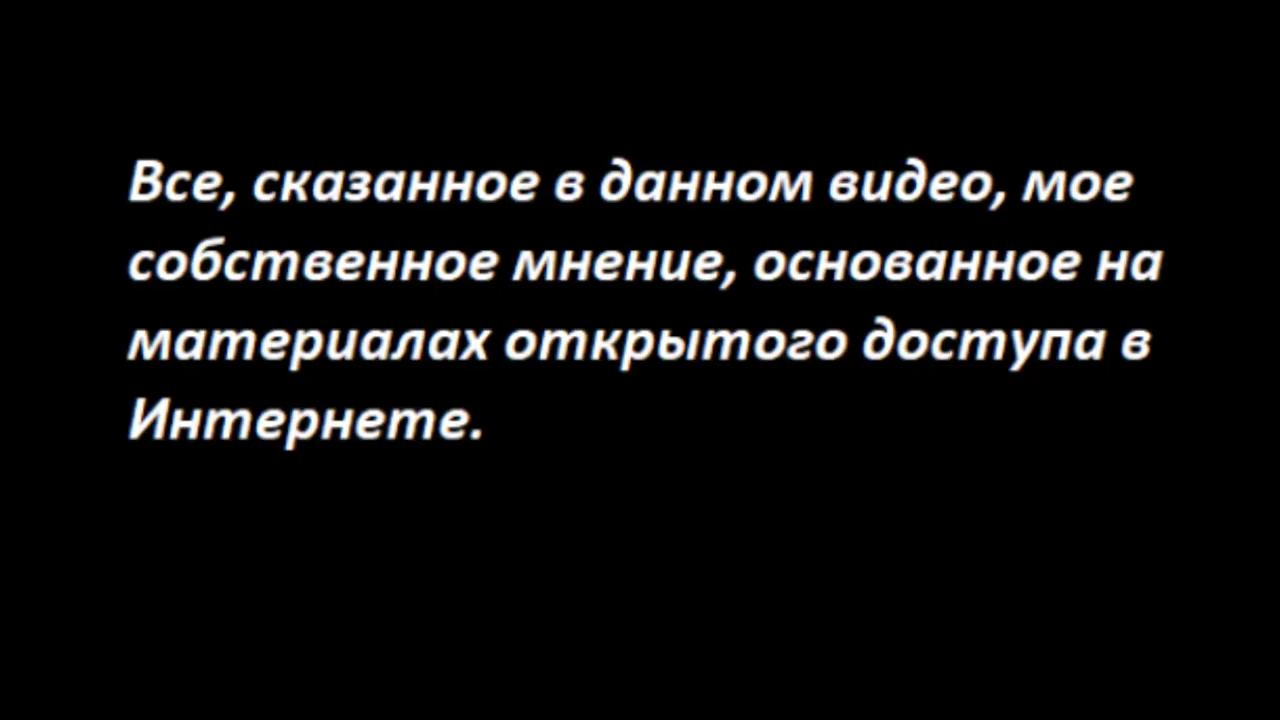 Все, сказанное в данном видео, мое
собственное мнение, основанное на
материалах открытого доступа в
Интернете.